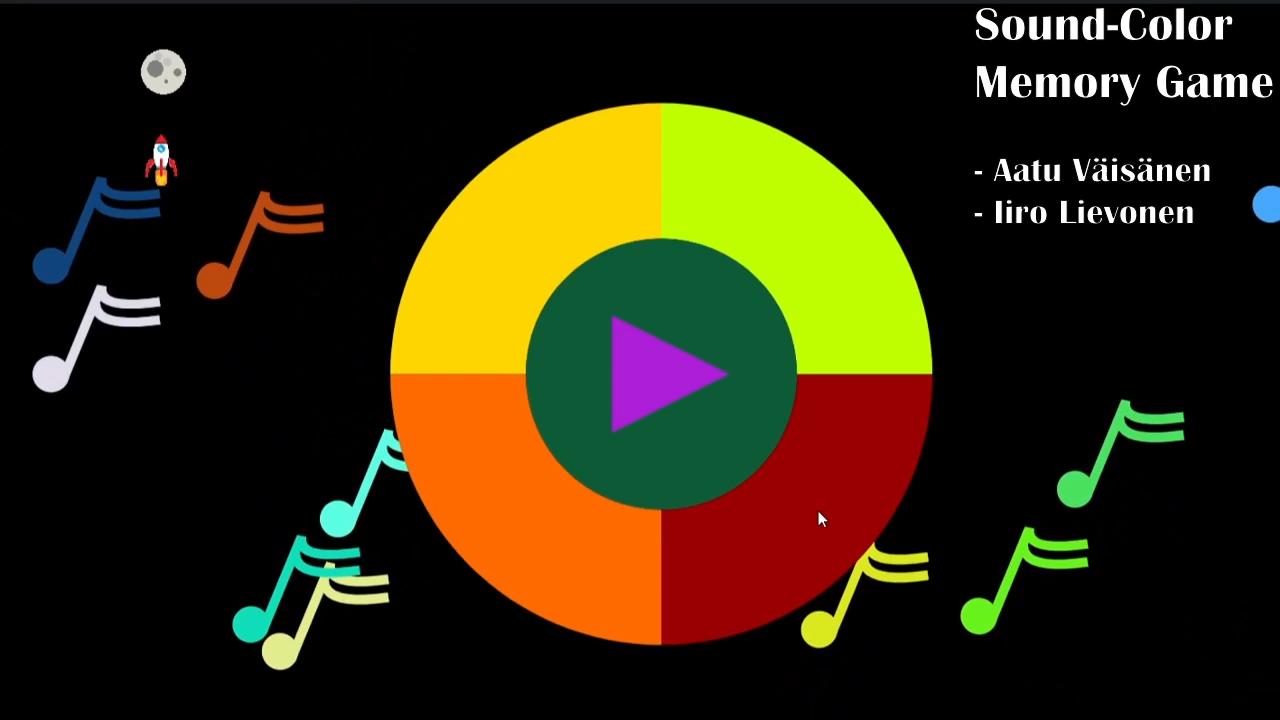 Sound-Color
Memory Game
- Aatu Väisänen
- Iiro Lievonen